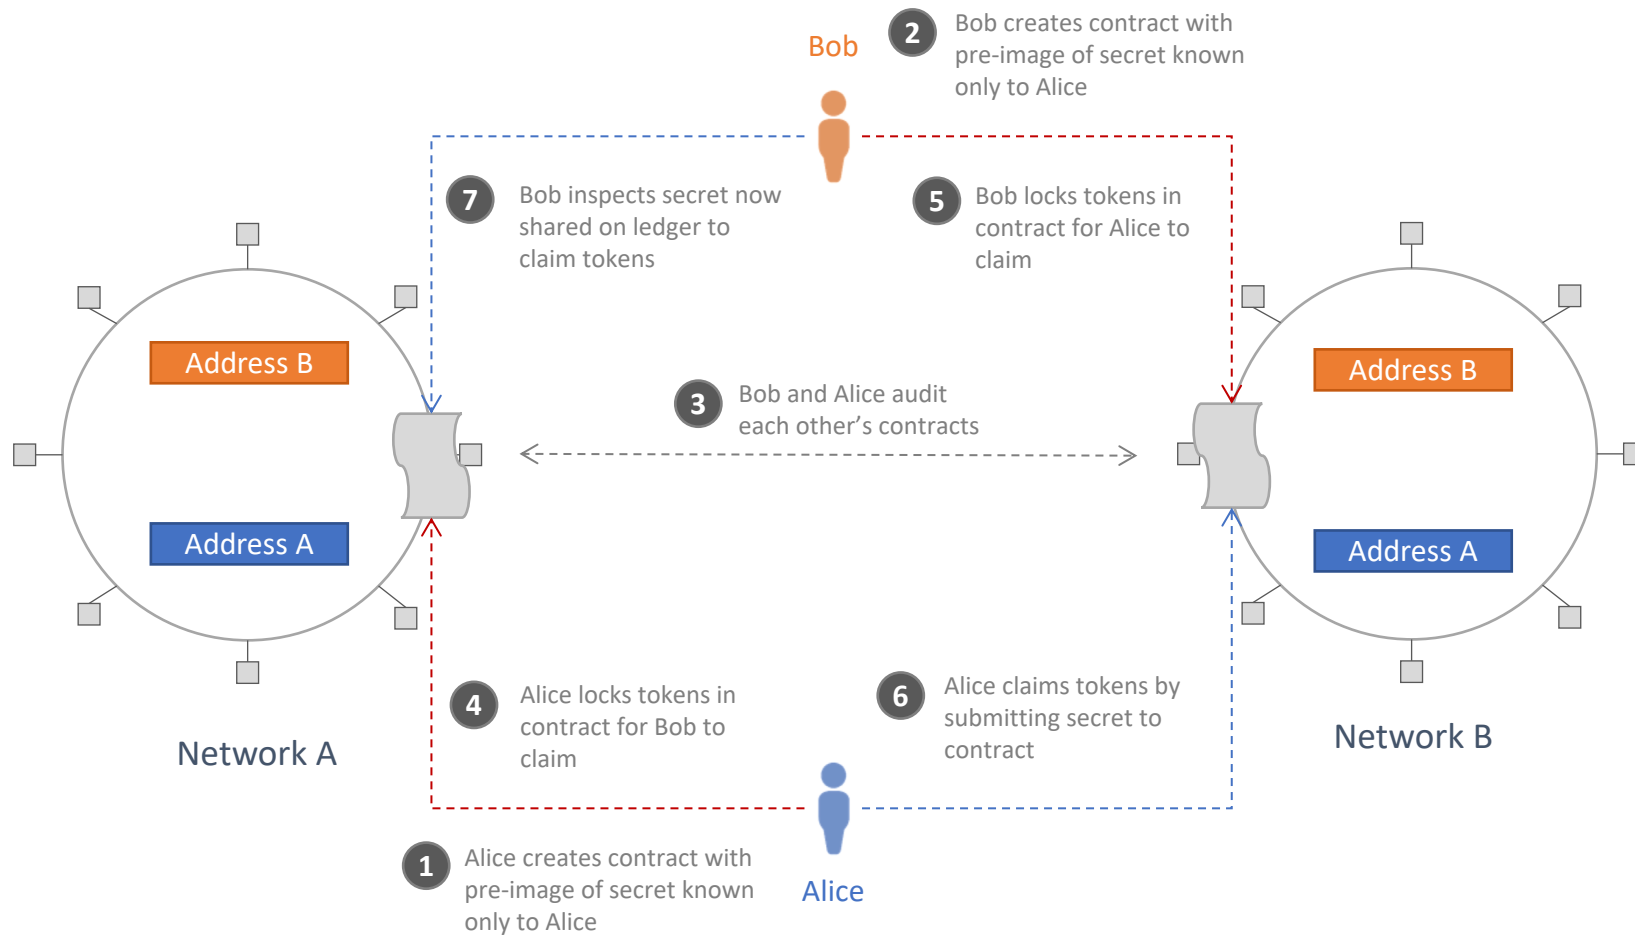 Bob
2
Bob creates contract with
pre-image of secret known
only to Alice
7
Bob inspects secret now
shared on ledger to
claim tokens
5
Bob locks tokens in
contract for Alice to
claim
Address B
Address A
Network A
3
Bob and Alice audit
each other’s contracts
Address B
Address A
Network B
4
Alice locks tokens in
contract for Bob to
claim
6
Alice claims tokens by
submitting secret to
contract
1
Alice creates contract with
pre-image of secret known
only to Alice
Alice